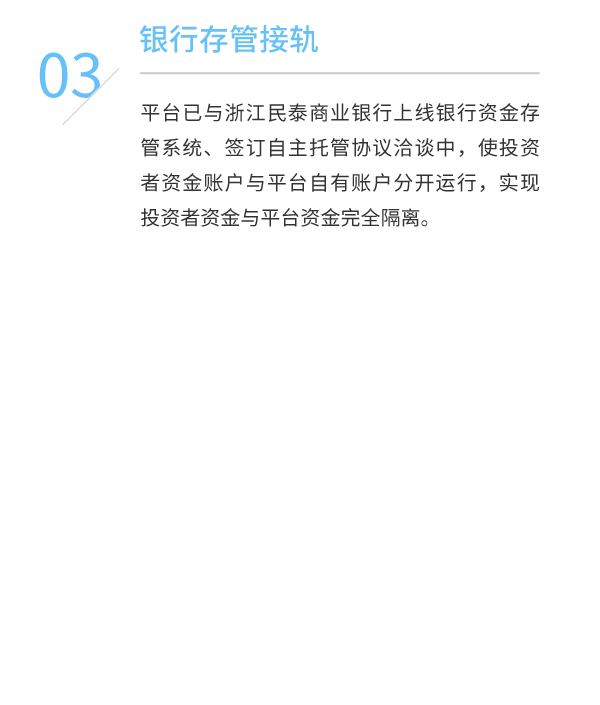 银行存管接轨
03
平台已与浙江民泰商业银行上线银行资金存
管系统、签订自主托管协议洽谈中，使投资
者资金账户与平台自有账户分开运行，实现
投资者资金与平台资金完全隔离。